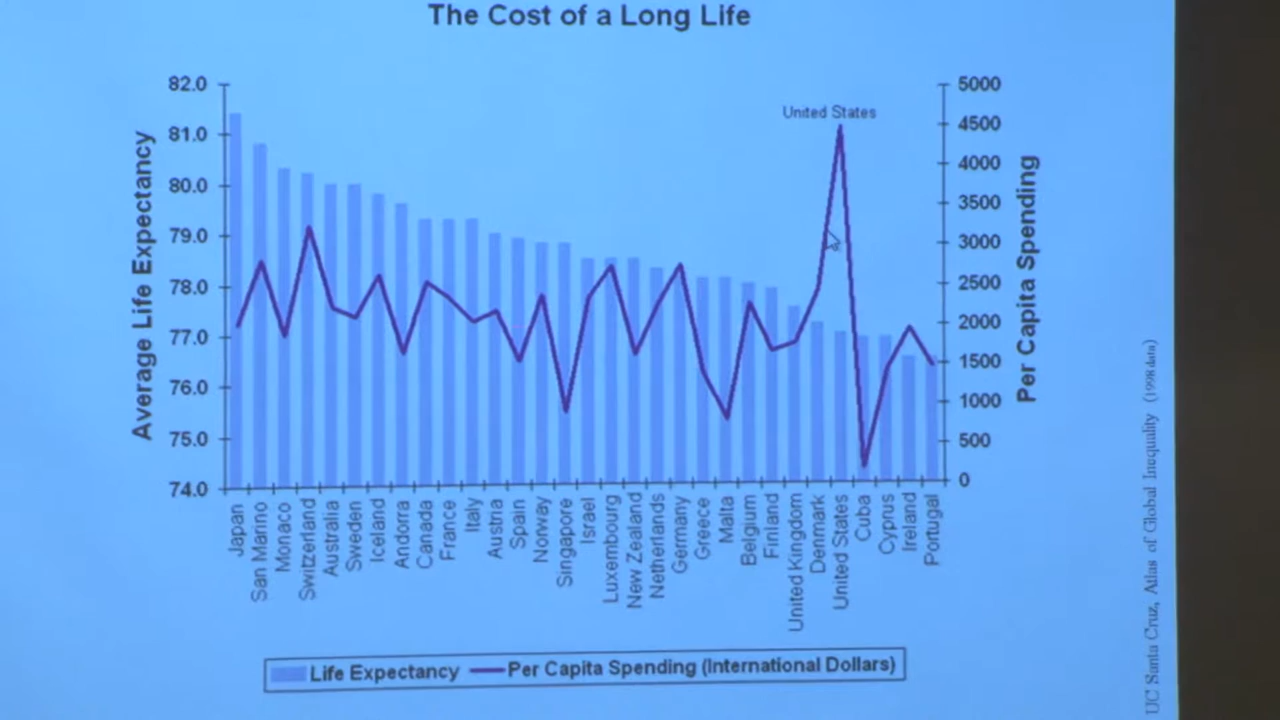 The Cost of a Long Life
82.0
81.0
80.0
79.0
78.0
77.0
76.0
75.0
74.0
Average Life Expectancy
United States
5000
4500
4000
3500
3000
2500
2000
1500
1000
500
0
Per Capita Spending
Japan
San Marino
Monaco
Switzerland
Australia
Sweden
Iceland
Andorra
Canada
France
Italy
Austria
Spain
Norway
Singapore
Israel
Luxembourg
New Zealand
Netherlands
Germany
Greece
Malta
Belgium
Finland
United Kingdom
Denmark
United States
Cuba
Cyprus
Ireland
Portugal
Life Expectancy
Per Capita Spending (International Dollars)
UC Santa Cruz, Atlas of Global Inequality (1998 data)